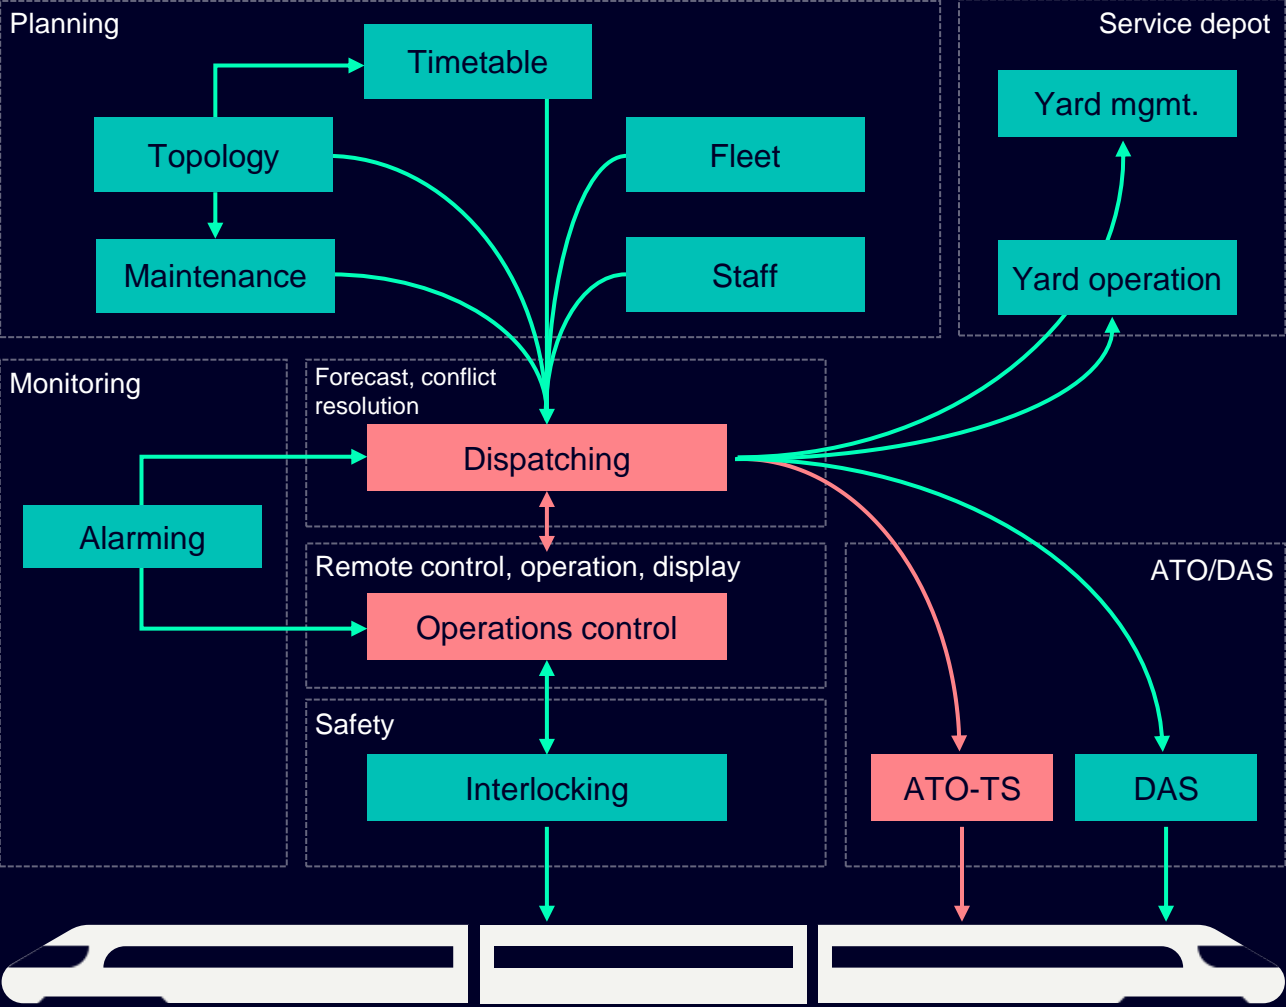 Planning
Service depot
Timetable
Yard mgmt.
Topology
Fleet
Maintenance
Staff
Yard operation
Monitoring
Forecast, conflict
resolution
Dispatching
Alarming
Remote control, operation, display
ATO/DAS
Operations control
Safety
Interlocking
ATO-TS
DAS